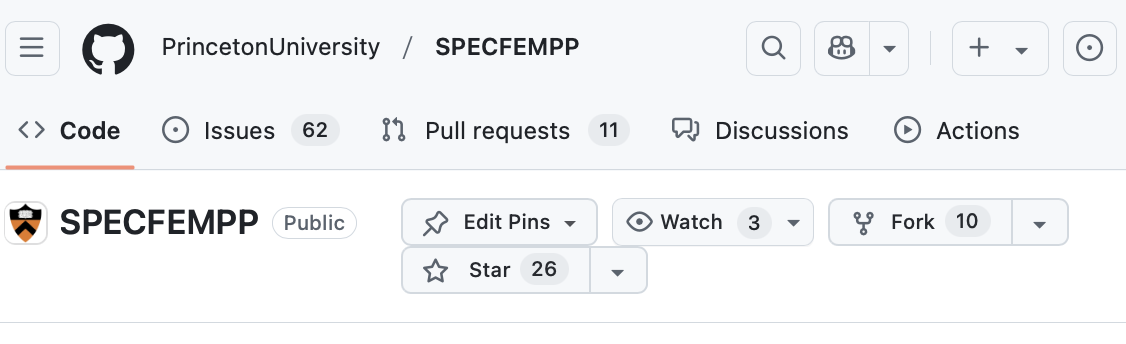 PrincetonUniversity / SPECFEMPP
Code Issues 62 Pull requests 11 Discussions Actions
SPECFEMPP Public Edit Pins Watch 3 Fork 10
Star 26